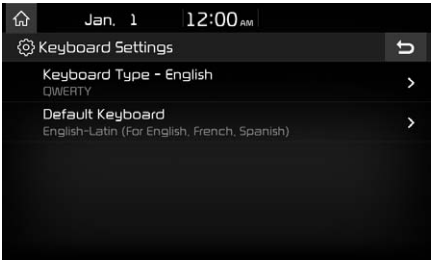 Jan. 1 12:00 AM
Keyboard Settings
Keyboard Type - English
QWERTY
Default Keyboard
English-Latin (For English, French, Spanish)